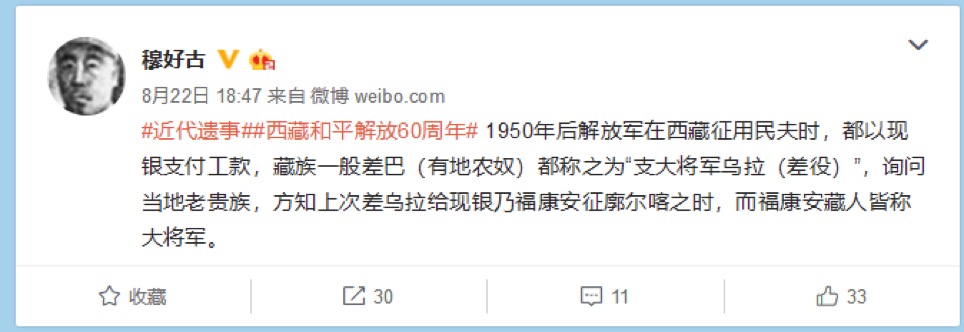 穆好古
8月22日 18:47 来自 微博 weibo.com
#近代遗事##西藏和平解放60周年# 1950年后解放军在西藏征用民夫时，都以现
银支付工款，藏族一般差巴（有地农奴）都称之为“支大将军乌拉（差役）”，询问
当地老贵族，方知上次差乌拉给现银乃福康安征廓尔喀之时，而福康安藏人皆称
大将军。
收藏 30 11 33